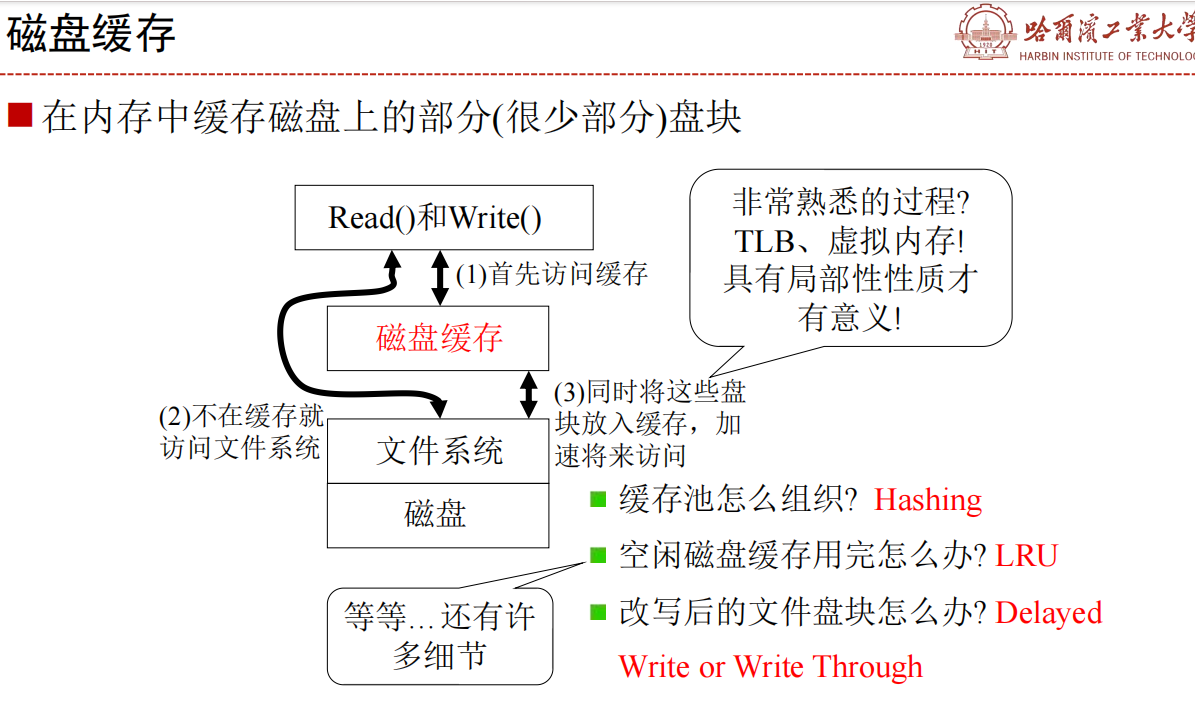 磁盘缓存
哈爾濱工業大學
HARBIN INSTITUTE OF TECHNOLO
在内存中缓存磁盘上的部分(很少部分)盘块
Read()和Write()
(1)首先访问缓存
磁盘缓存
(2)不在缓存就
访问文件系统
(3)同时将这些盘
块放入缓存，加
速将来访问
文件系统
磁盘
非常熟悉的过程?
TLB、虚拟内存!
具有局部性性质才
有意义!
缓存池怎么组织? Hashing
空闲磁盘缓存用完怎么办? LRU
改写后的文件盘块怎么办? Delayed
Write or Write Through
等等…还有许
多细节